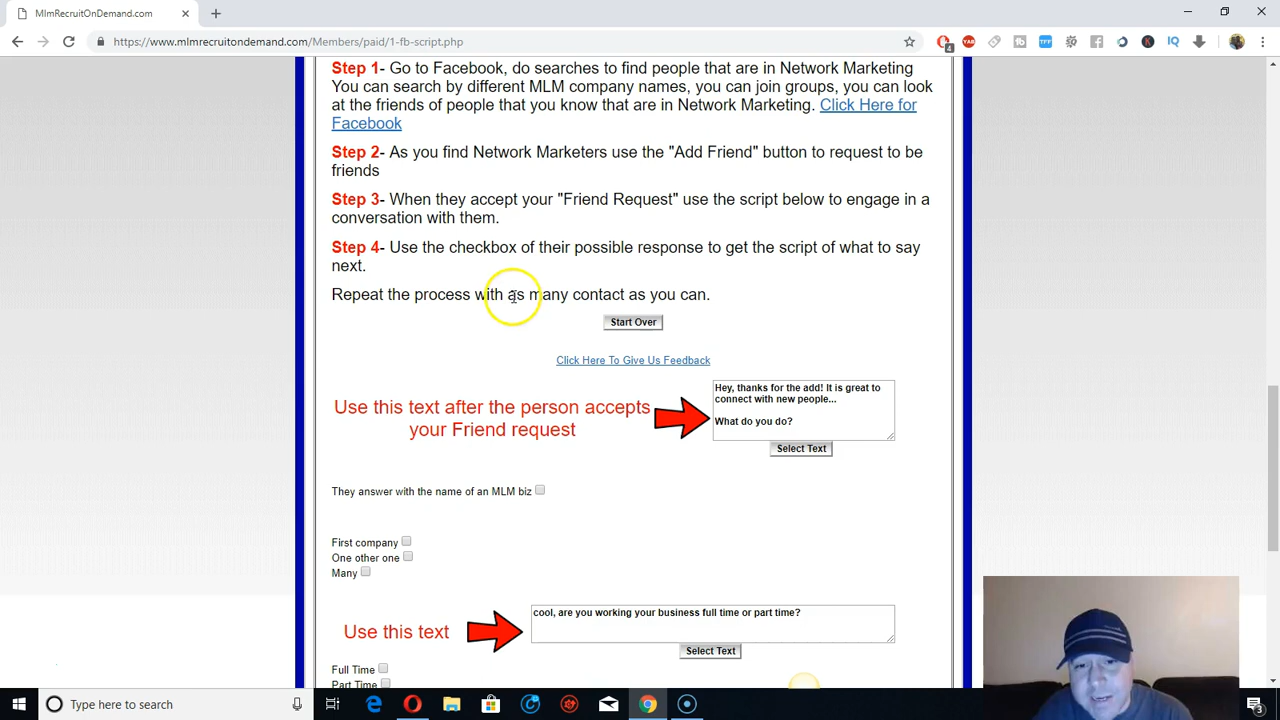 MlmRecruitOnDemand.com
https://www.mlmrecruitondemand.com/Members/paid/1-fb-script.php
4
YAB
TFF
IQ
Step 1- Go to Facebook, do searches to find people that are in Network Marketing
You can search by different MLM company names, you can join groups, you can look
at the friends of people that you know that are in Network Marketing. Click Here for
Facebook
Step 2- As you find Network Marketers use the "Add Friend" button to request to be
friends
Step 3- When they accept your "Friend Request" use the script below to engage in a
conversation with them.
Step 4- Use the checkbox of their possible response to get the script of what to say
next.
Repeat the process with as many contact as you can.
Start Over
Click Here To Give Us Feedback
Use this text after the person accepts
your Friend request
Hey, thanks for the add! It is great to
connect with new people...
What do you do?
Select Text
They answer with the name of an MLM biz
First company
One other one
Many
Use this text
cool, are you working your business full time or part time?
Select Text
Full Time
Part Time
Type here to search
3